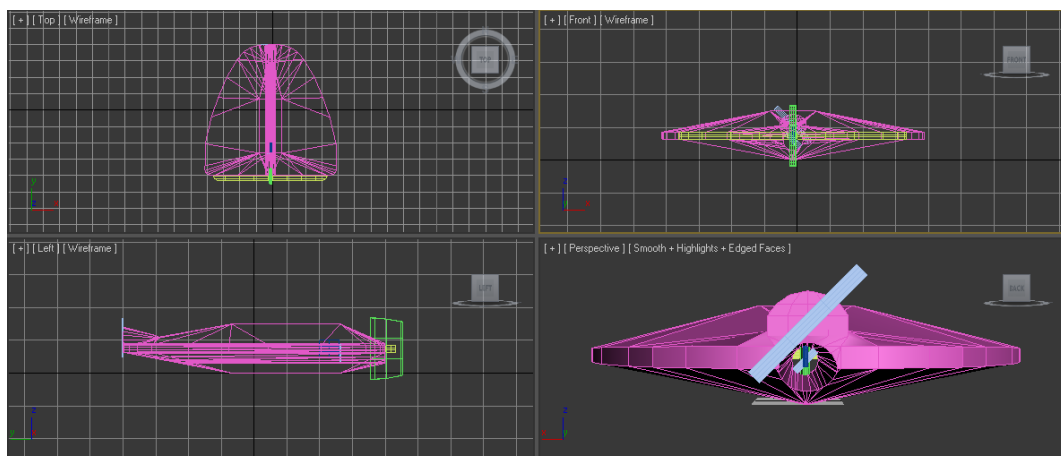 [ + ] [ Top ] [ Wireframe ]
TOP
y
z
x
[ + ] [ Front ] [ Wireframe ]
FRONT
z
y
x
[ + ] [ Left ] [ Wireframe ]
LEFT
z
y
x
[ + ] [ Perspective ] [ Smooth + Highlights + Edged Faces ]
BACK
z
x
y